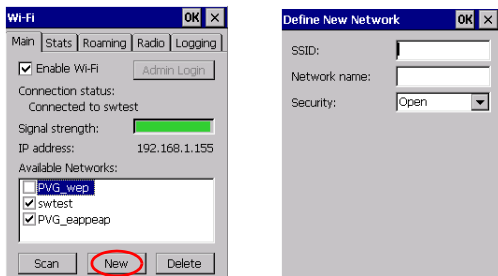 Wi-Fi OK ×
Main Stats Roaming Radio Logging
Enable Wi-Fi Admin Login
Connection status:
Connected to swtest
Signal strength:
IP address: 192.168.1.155
Available Networks:
PVG_wep
swtest
PVG_eappeap
Scan New Delete
Define New Network OK ×
SSID:
Network name:
Security: Open